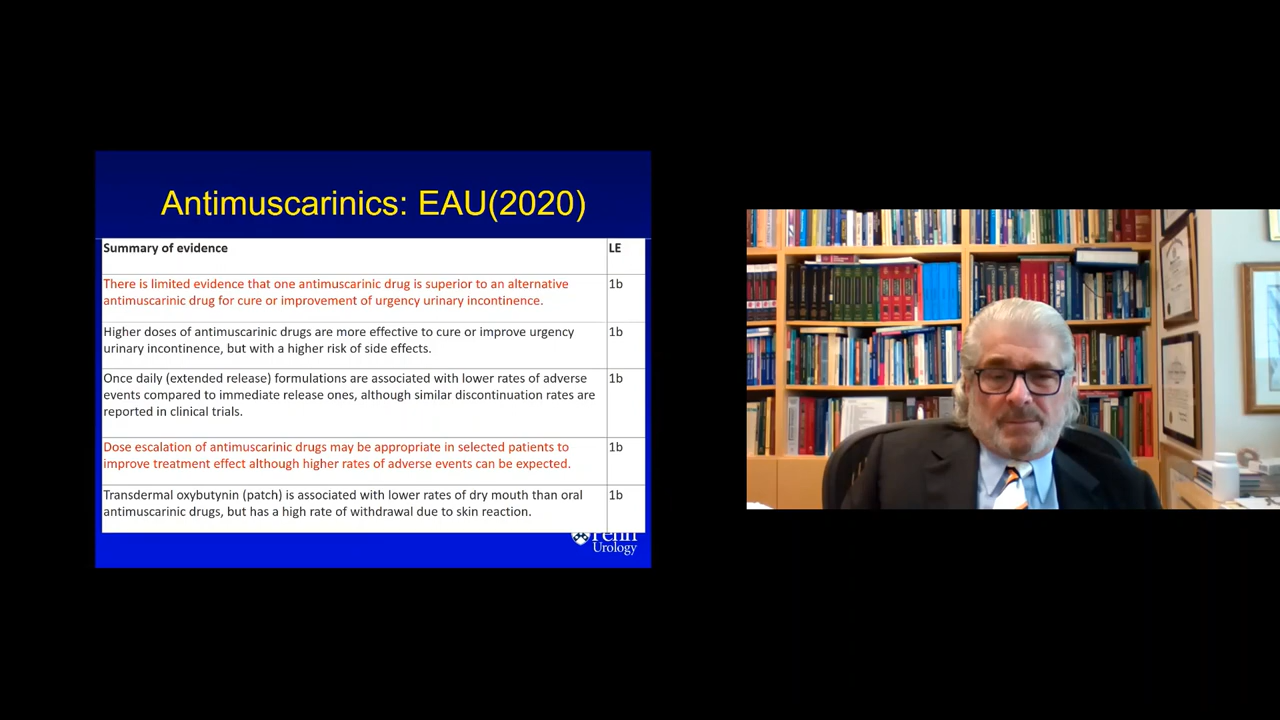 Antimuscarinics: EAU(2020)
Summary of evidence LE
There is limited evidence that one antimuscarinic drug is superior to an alternative 1b
antimuscarinic drug for cure or improvement of urgency urinary incontinence.
Higher doses of antimuscarinic drugs are more effective to cure or improve urgency 1b
urinary incontinence, but with a higher risk of side effects.
Once daily (extended release) formulations are associated with lower rates of adverse 1b
events compared to immediate release ones, although similar discontinuation rates are
reported in clinical trials.
Dose escalation of antimuscarinic drugs may be appropriate in selected patients to 1b
improve treatment effect although higher rates of adverse events can be expected.
Transdermal oxybutynin (patch) is associated with lower rates of dry mouth than oral 1b
antimuscarinic drugs, but has a high rate of withdrawal due to skin reaction.
Penn
Urology